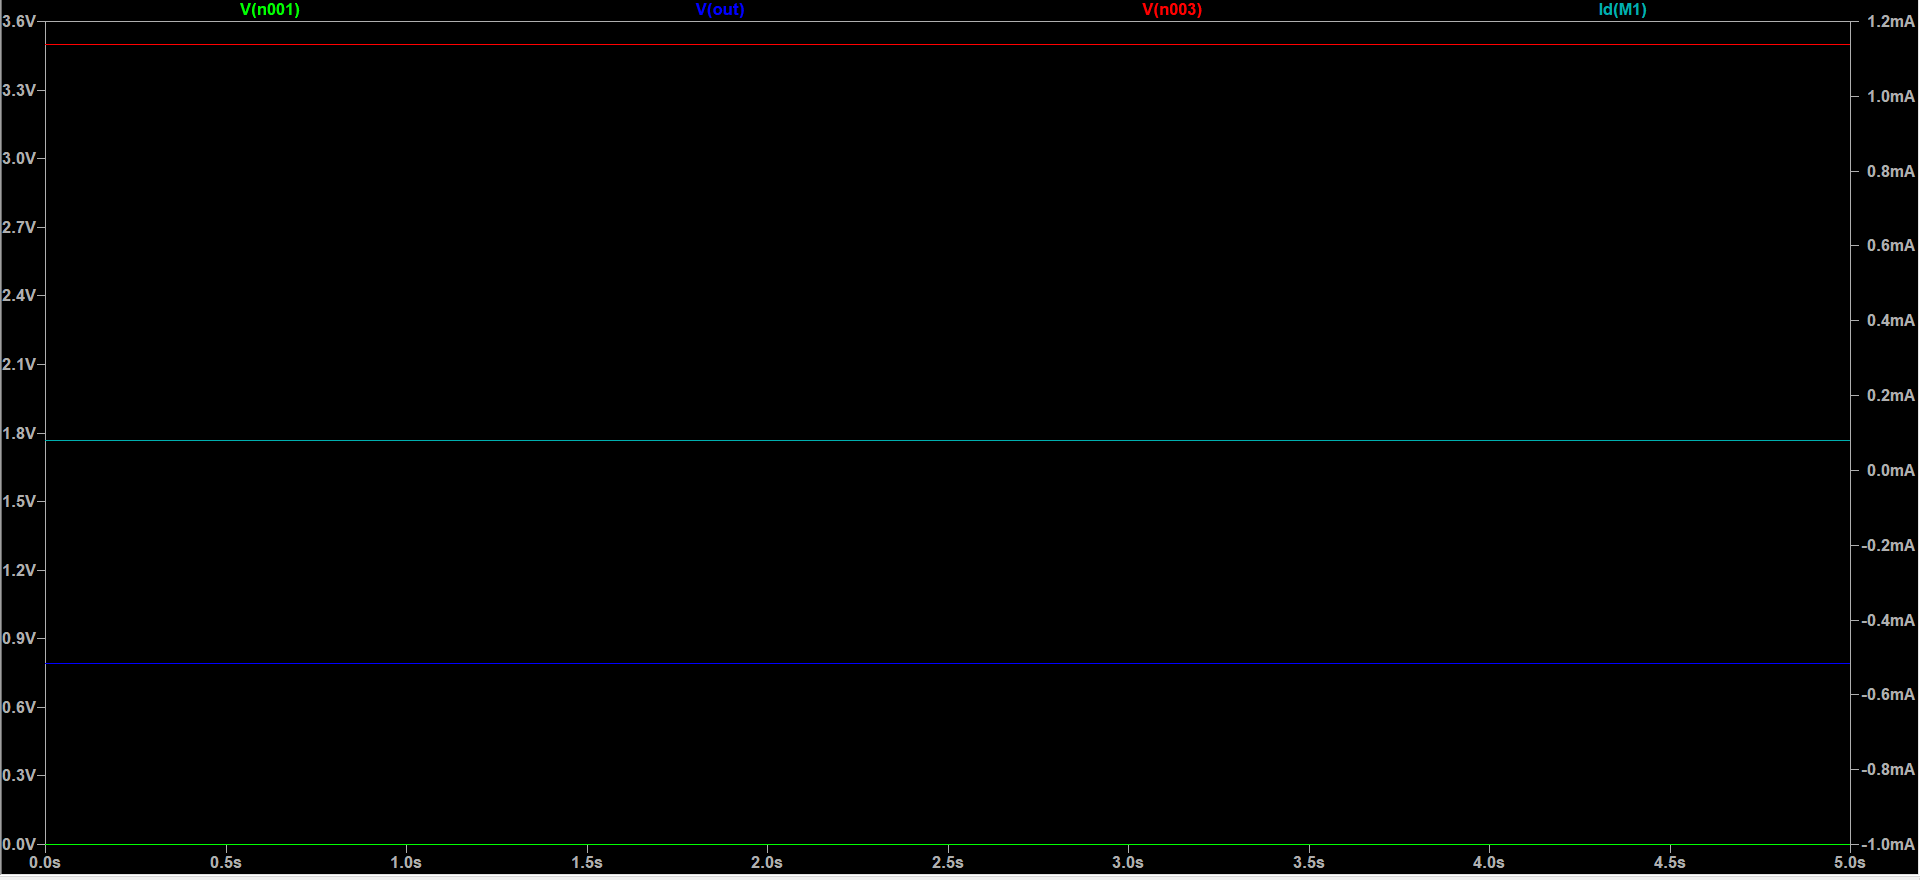 V(n001) V(out) V(n003) Id(M1)
3.6V 1.2mA
3.3V 1.0mA
3.0V 0.8mA
2.7V 0.6mA
2.4V 0.4mA
2.1V 0.2mA
1.8V 0.0mA
1.5V -0.2mA
1.2V -0.4mA
0.9V -0.6mA
0.6V -0.8mA
0.3V -1.0mA
0.0V
0.0s 0.5s 1.0s 1.5s 2.0s 2.5s 3.0s 3.5s 4.0s 4.5s 5.0s